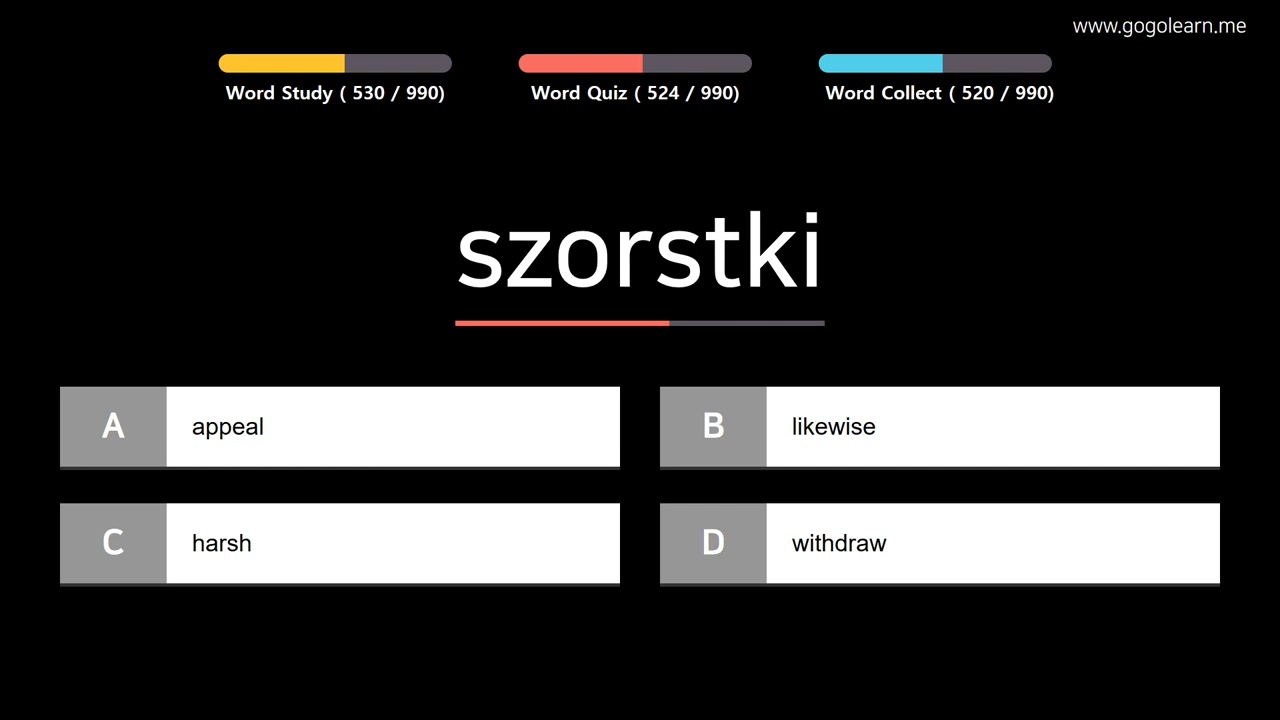 www.gogolearn.me
Word Study ( 530 / 990)
Word Quiz ( 524 / 990)
Word Collect ( 520 / 990)
szorstki
A appeal
B likewise
C harsh
D withdraw